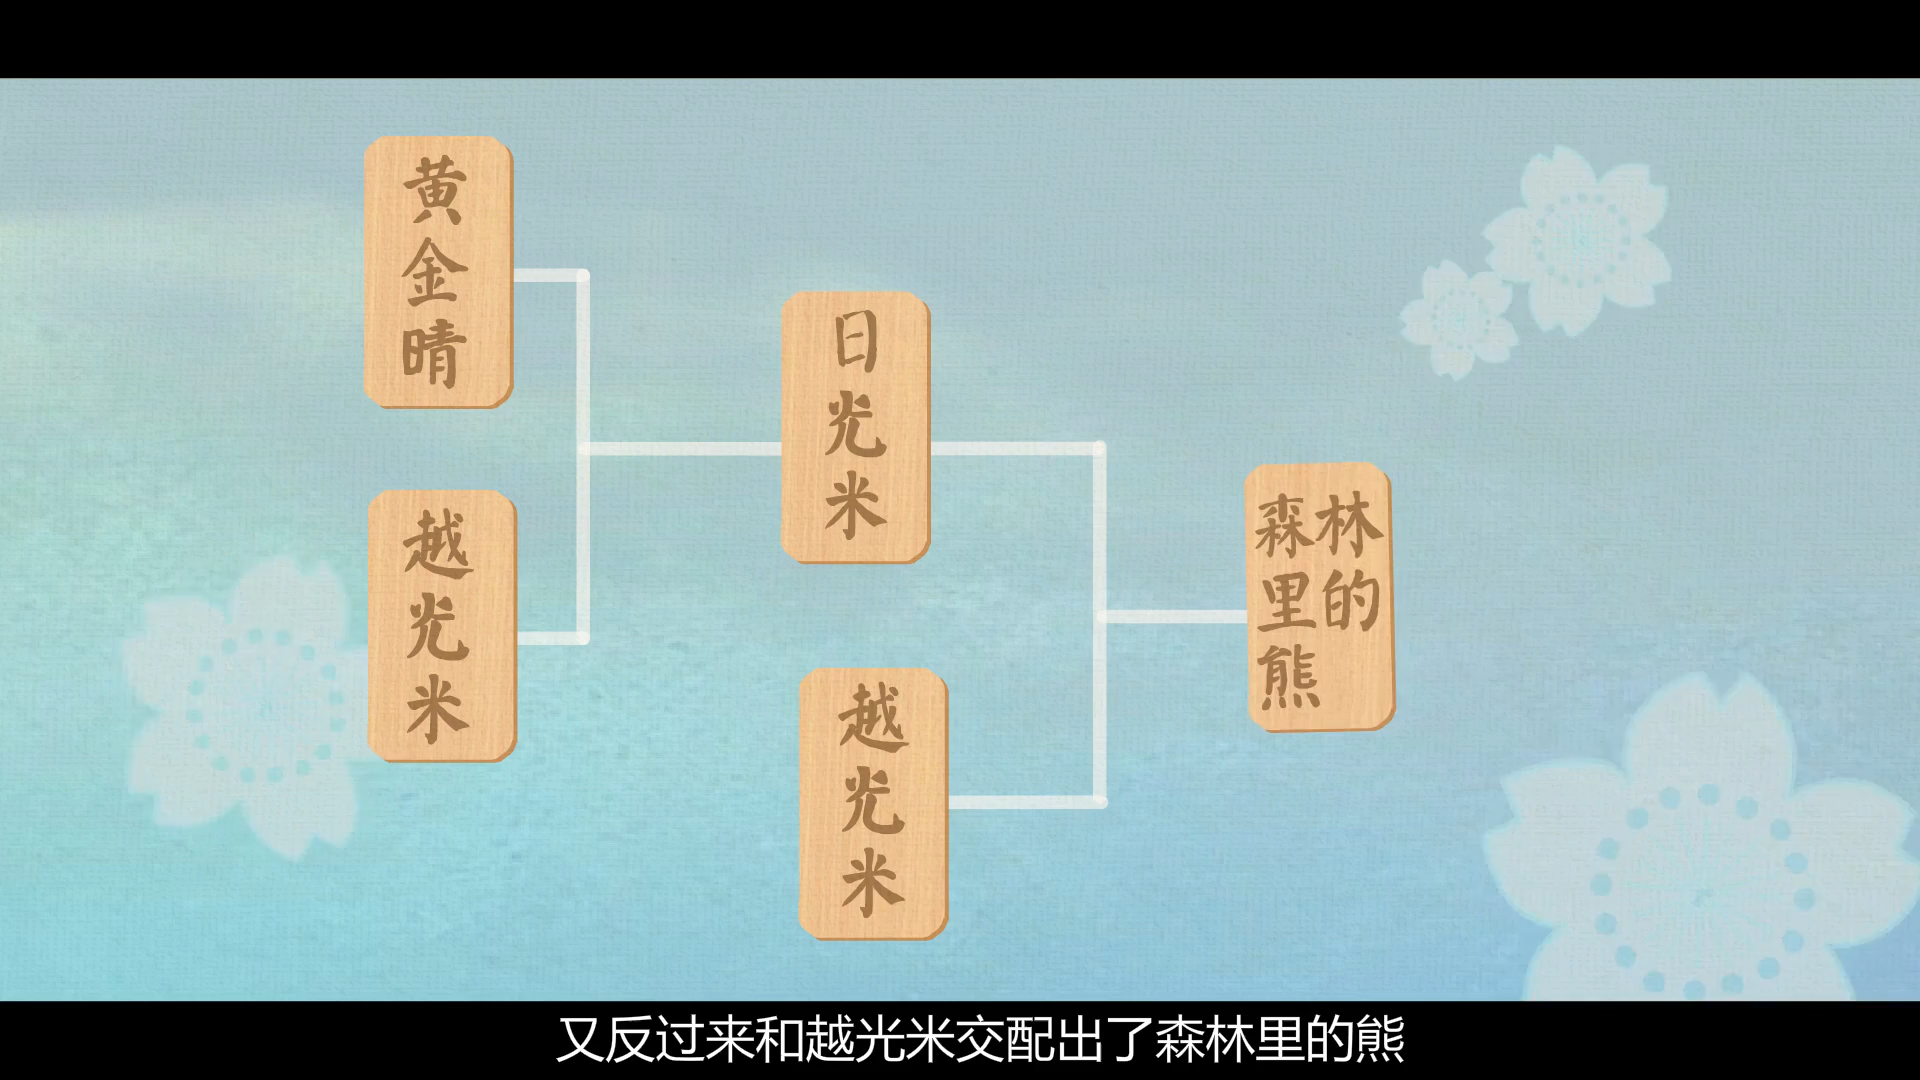 黄金晴
越光米
日光米
越光米
森林
里的
熊
又反过来和越光米交配出了森林里的熊